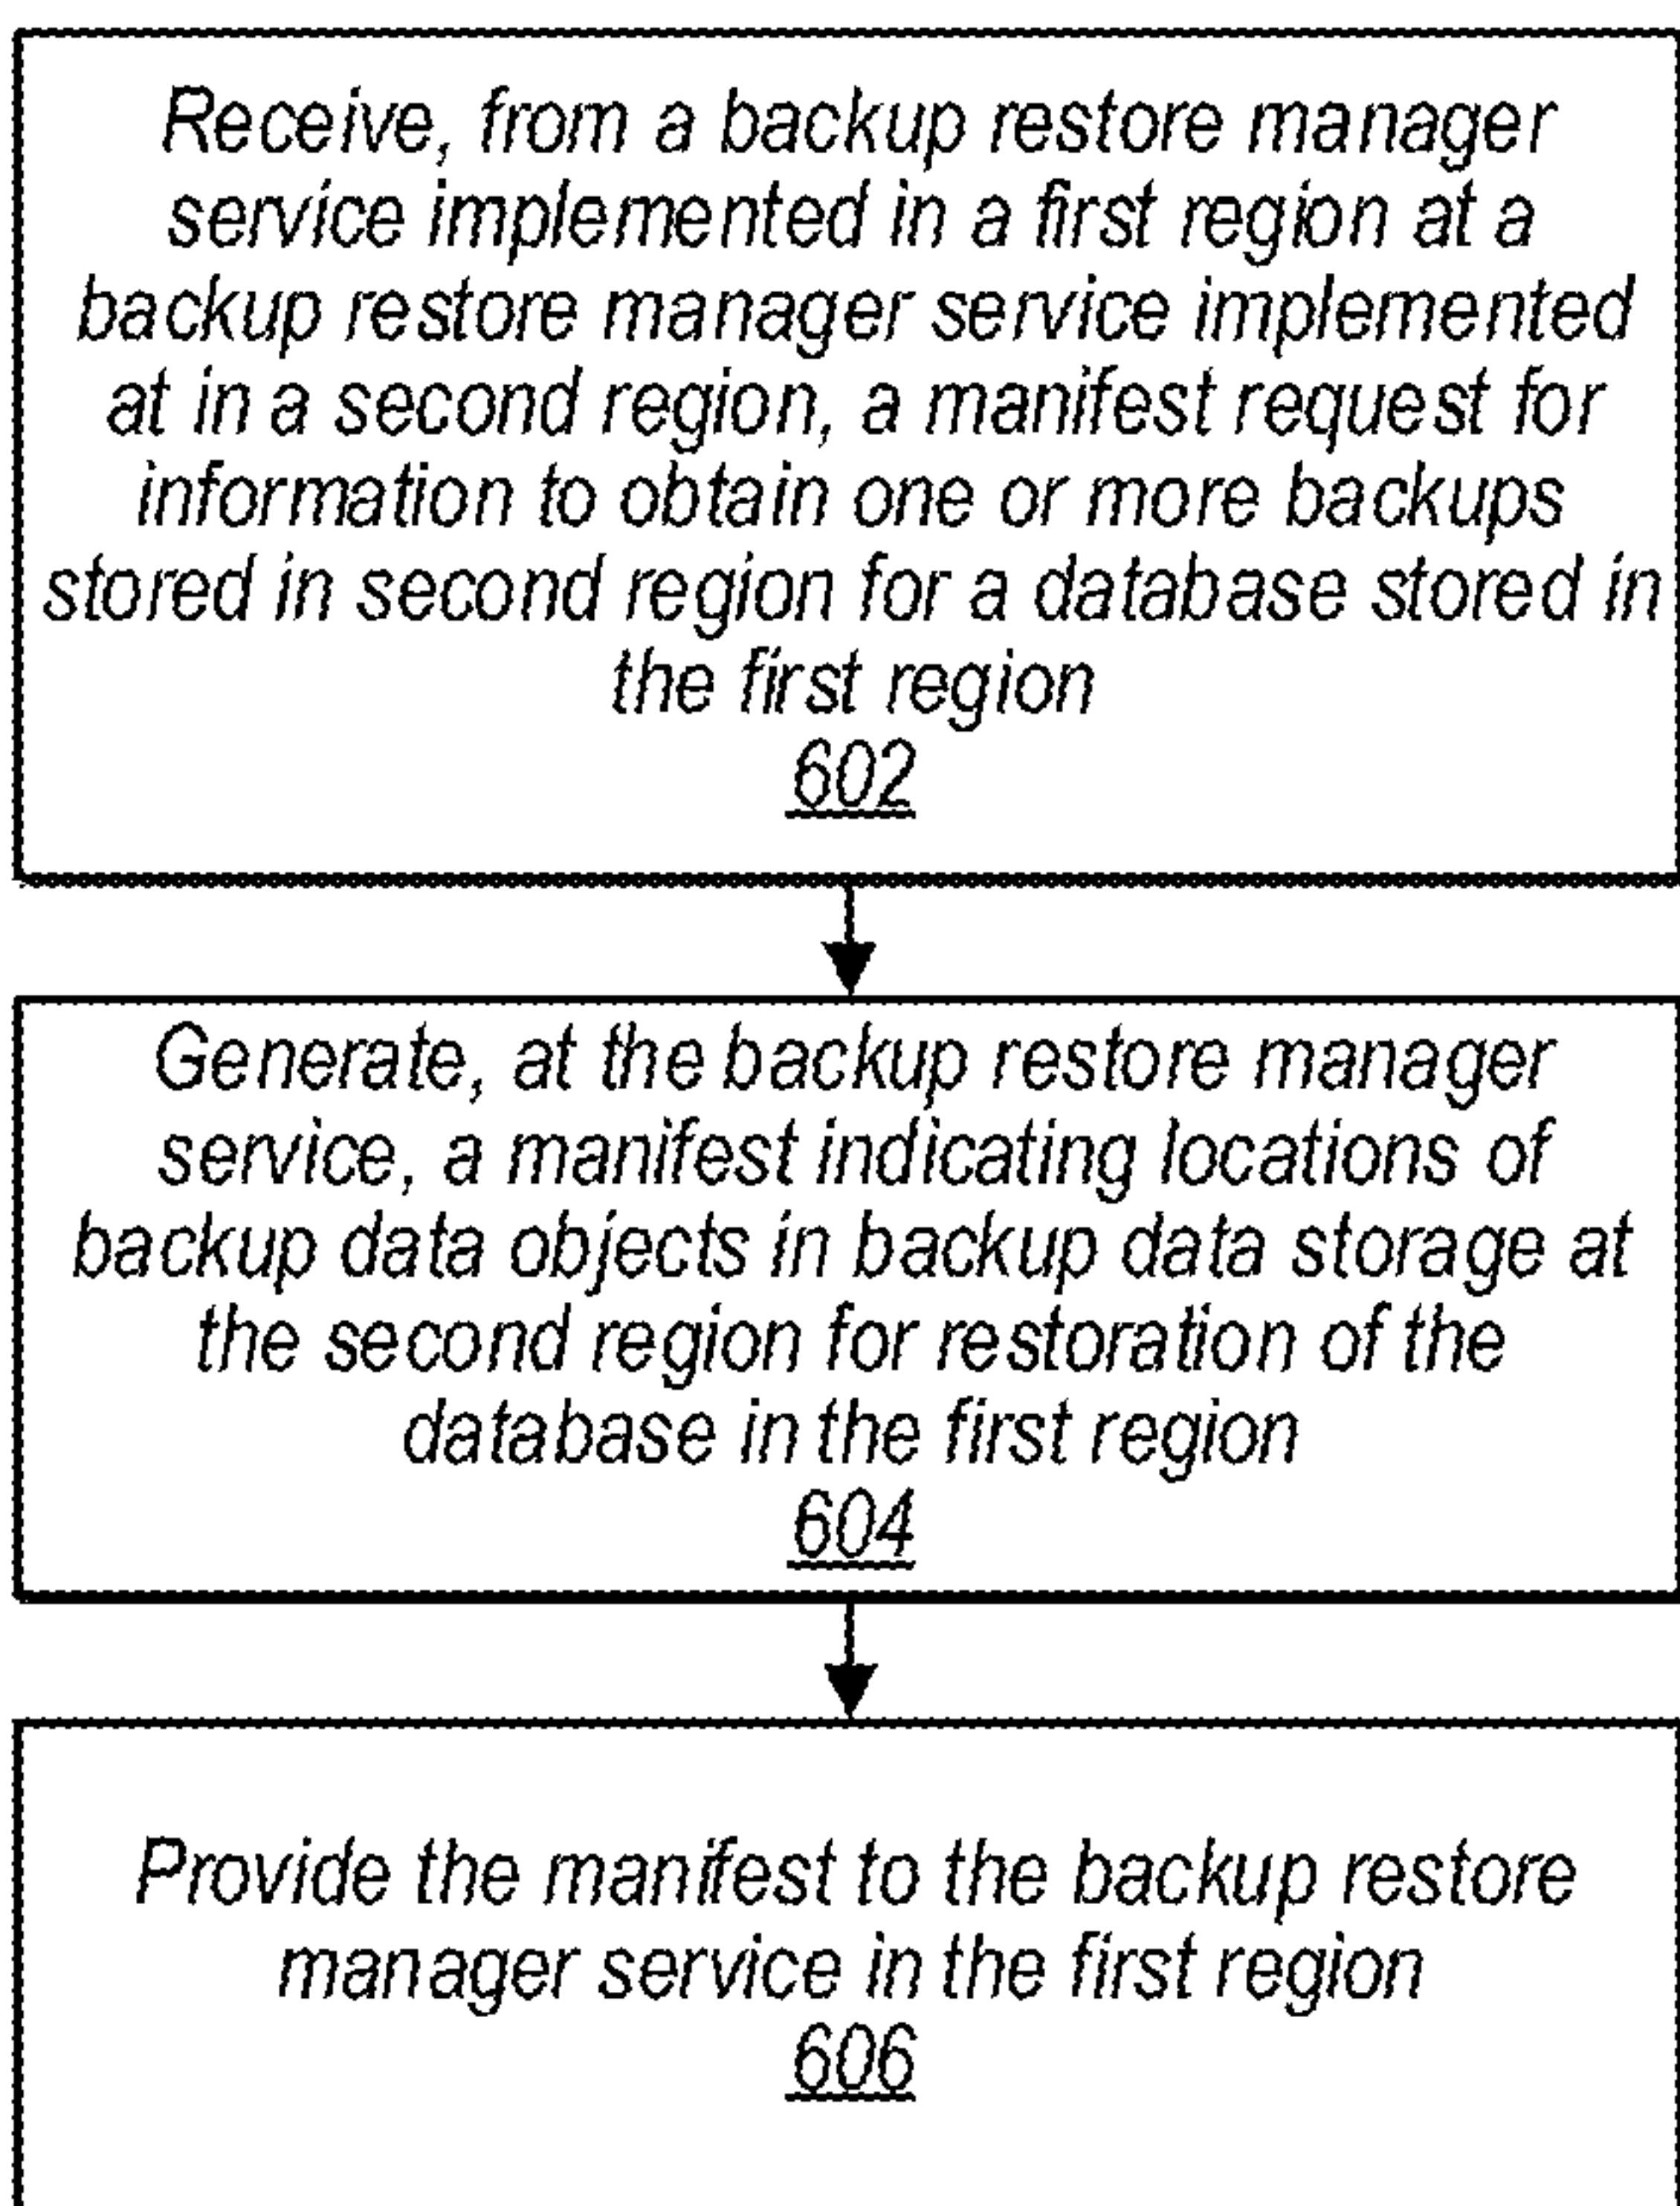 Receive, from a backup restore manager
service implemented in a first region at a
backup restore manager service implemented
at in a second region, a manifest request for
information to obtain one or more backups
stored in second region for a database stored in
the first region
602
Generate, at the backup restore manager
service, a manifest indicating locations of
backup data objects in backup data storage at
the second region for restoration of the
database in the first region
604
Provide the manifest to the backup restore
manager service in the first region
606